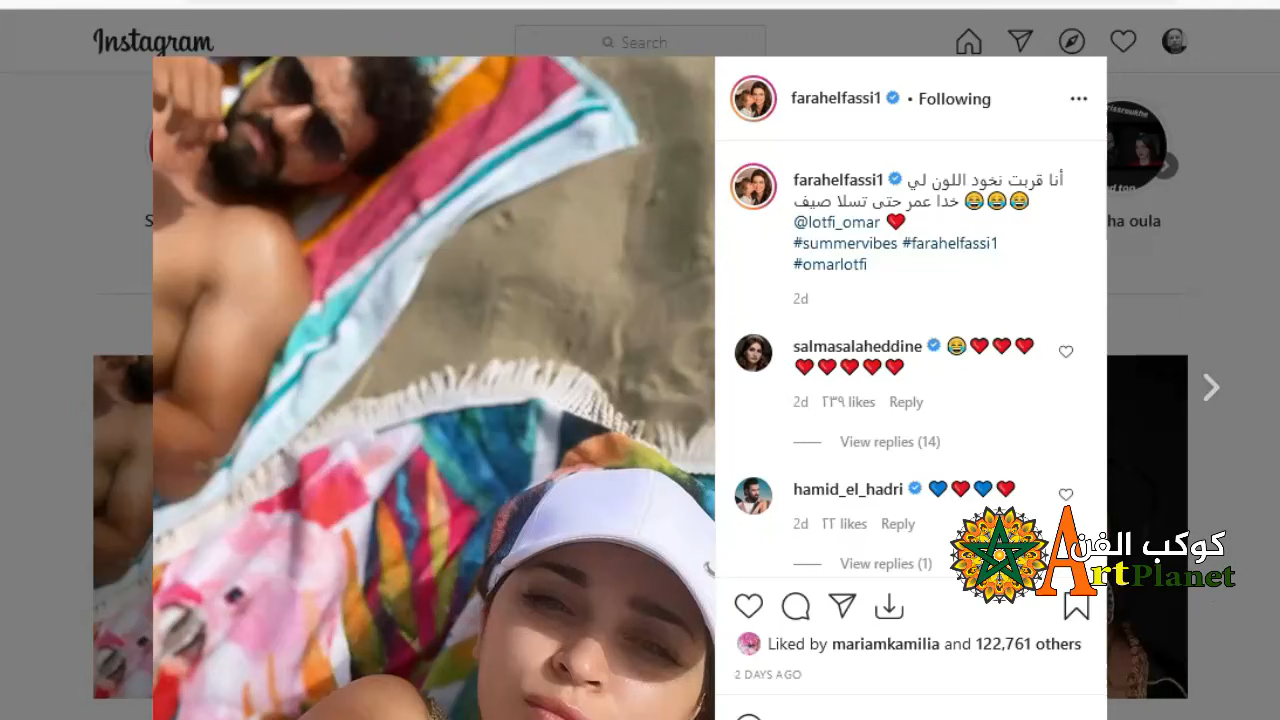 Instagram
Search
farahelfassi1 • Following
•••
farahelfassi1 أنا قربت نخود اللون لي
خدا عمر حتى تسلا صيف 😂😂😂
@lotfi_omar ❤️
#summervibes #farahelfassi1
#omarlotfi
2d
salmasalaheddine 😂❤️❤️❤️
❤️❤️❤️❤️❤️
2d ٦٣٩ likes Reply
View replies (14)
hamid_el_hadri 💙❤️💙❤️
2d ٢٢ likes Reply
View replies (1)
كوكب الفن
ArtPlanet
Liked by mariamkamilia and 122,761 others
2 DAYS AGO
ha oula